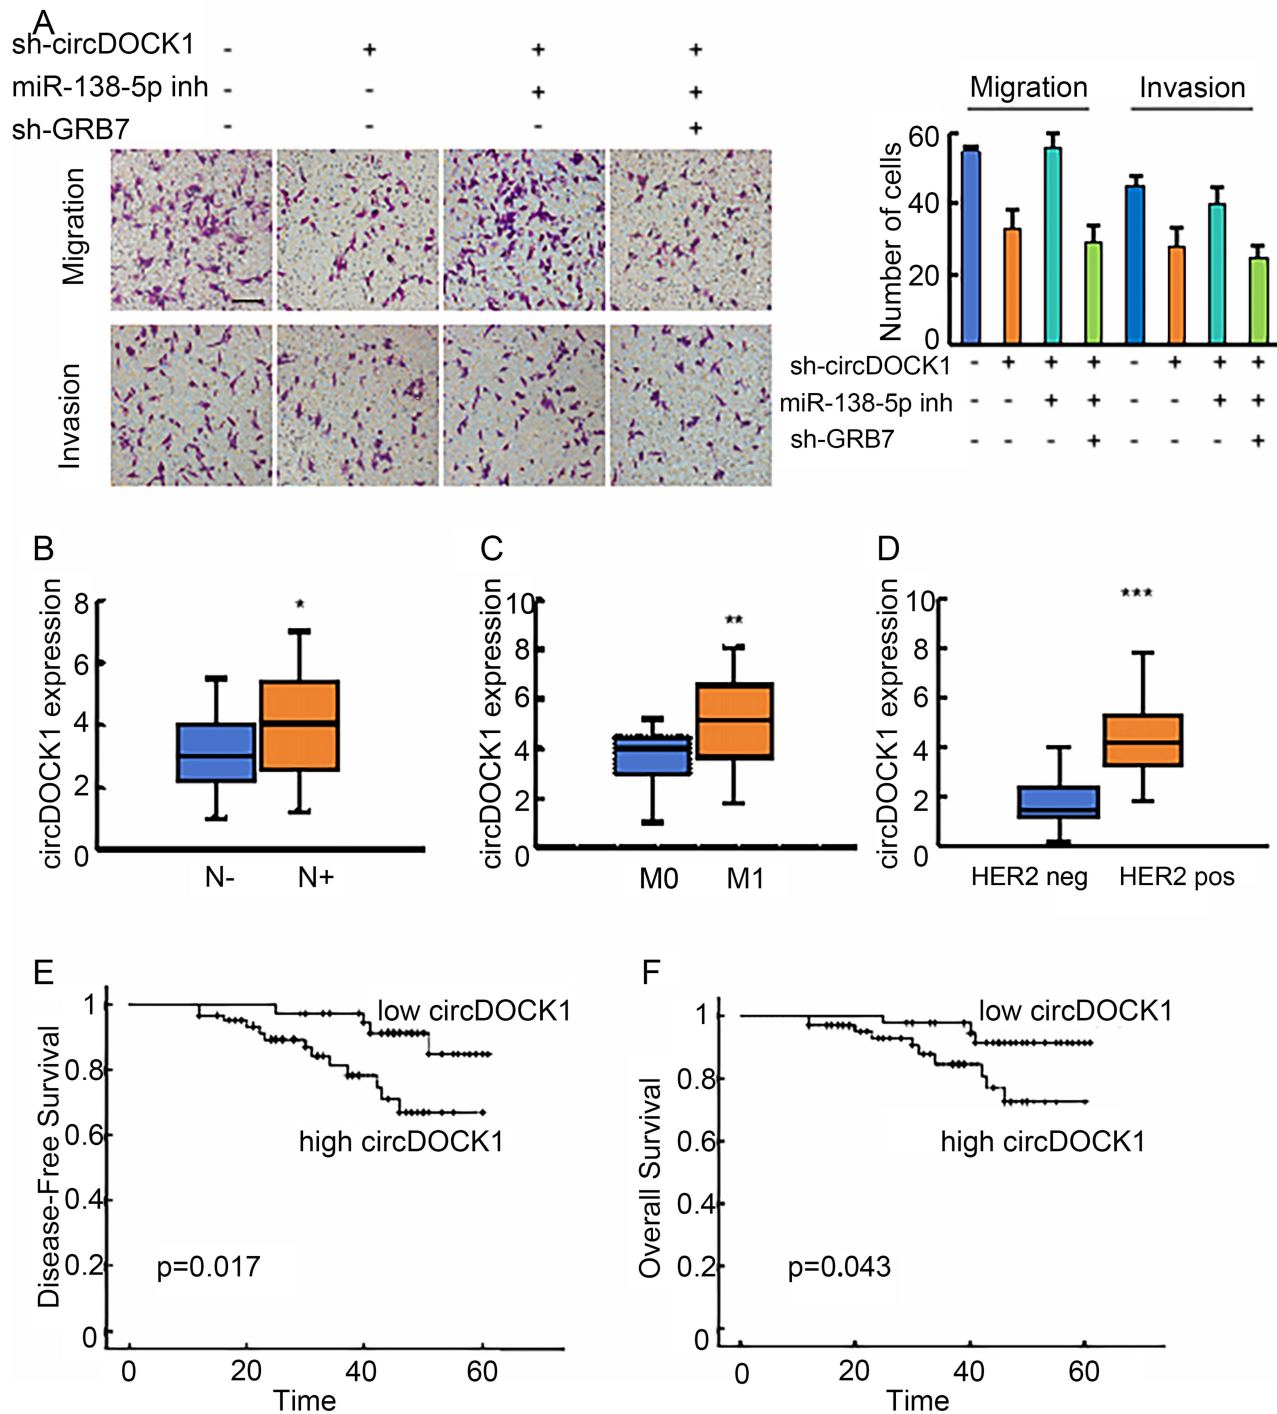 A
sh-circDOCK1 - + + +
miR-138-5p inh - - + +
sh-GRB7 - - - +
Migration
Invasion
Migration Invasion
Number of cells
60
40
20
0
sh-circDOCK1 - + + + - + + +
miR-138-5p inh - - + + - - + +
sh-GRB7 - - - + - - - +
B
circDOCK1 expression
8
6
4
2
0
*
N- N+
C
circDOCK1 expression
10
8
6
4
2
0
**
M0 M1
D
circDOCK1 expression
10
8
6
4
2
0
***
HER2 neg HER2 pos
E
Disease-Free Survival
1
0.8
0.6
0.4
0.2
0
low circDOCK1
high circDOCK1
p=0.017
0 20 40 60
Time
F
Overall Survival
1
0.8
0.6
0.4
0.2
0
low circDOCK1
high circDOCK1
p=0.043
0 20 40 60
Time